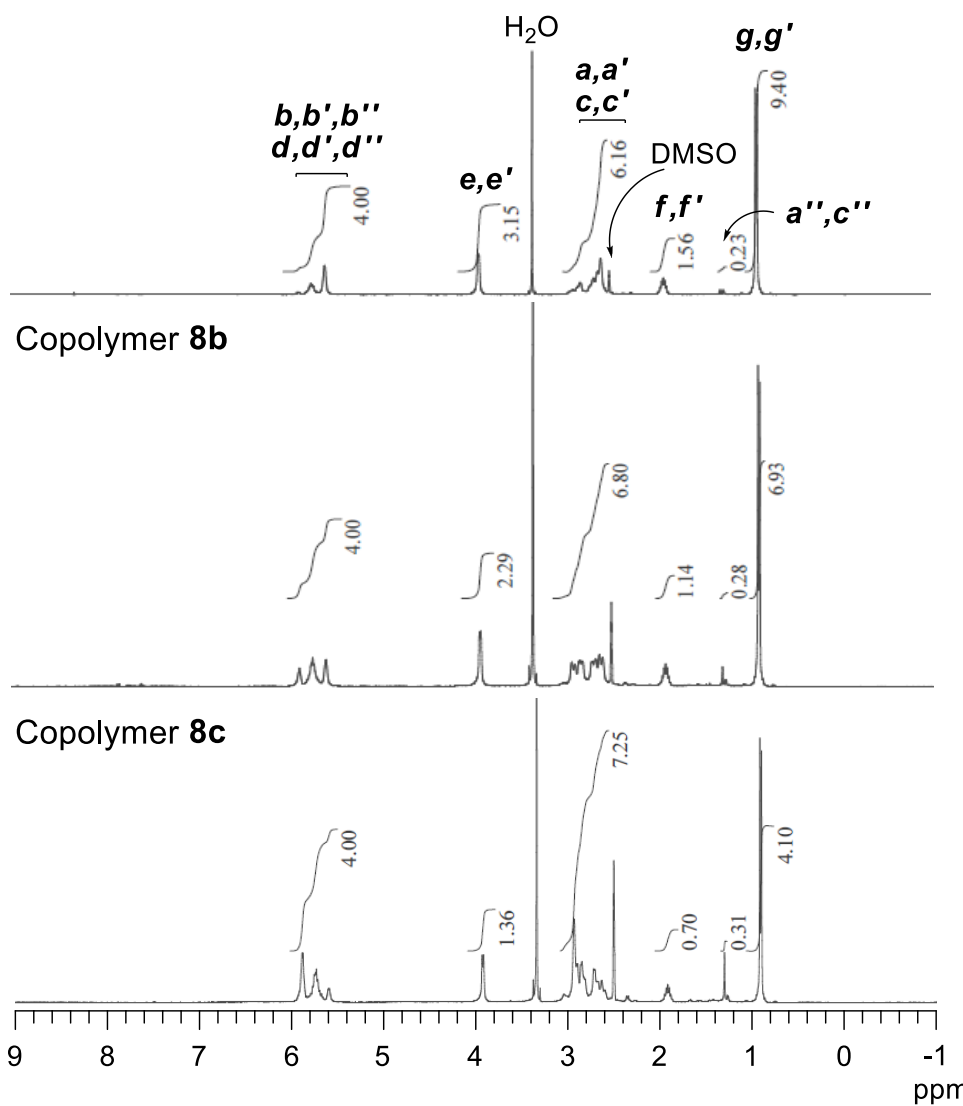 H₂O
g,g'
a,a'
c,c'
9.40
b,b',b''
d,d',d''
6.16
DMSO
e,e'
4.00
3.15
f,f'
a'',c''
1.56
0.23
Copolymer 8b
4.00
2.29
6.80
1.14
0.28
6.93
Copolymer 8c
4.00
1.36
7.25
0.70
0.31
4.10
9 8 7 6 5 4 3 2 1 0 -1
ppm